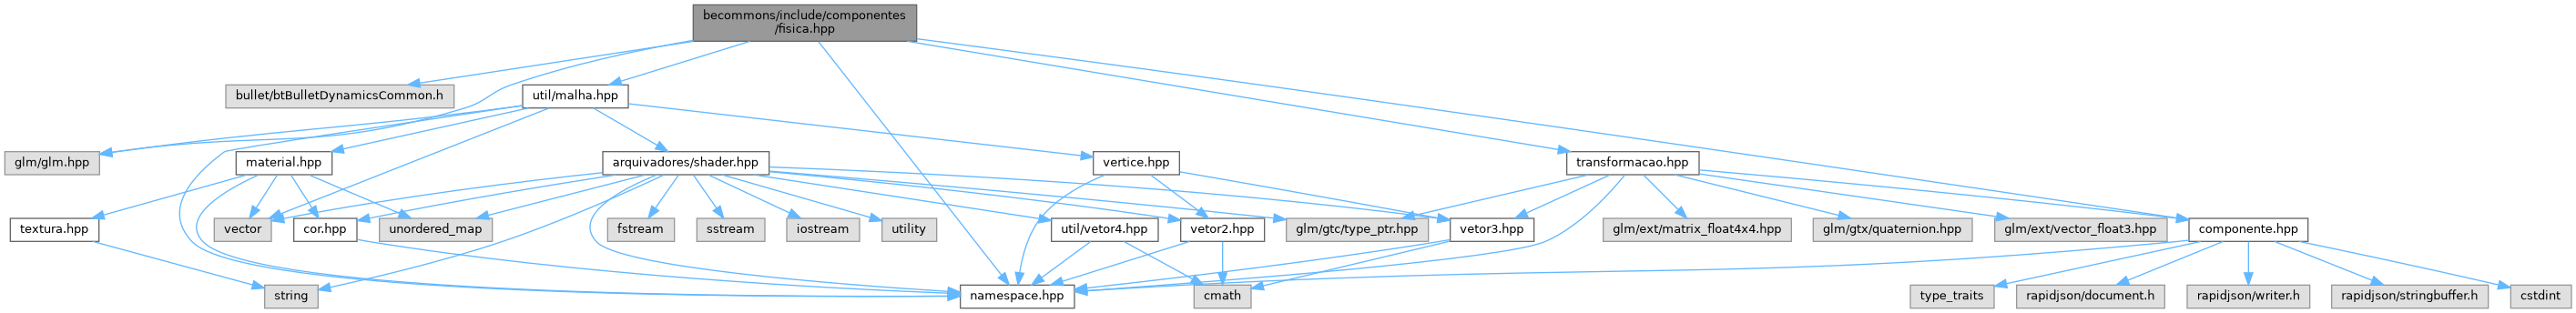 becommons/include/componentes
/fisica.hpp
bullet/btBulletDynamicsCommon.h
util/malha.hpp
glm/glm.hpp
material.hpp
arquivadores/shader.hpp
vertice.hpp
transformacao.hpp
textura.hpp
vector
cor.hpp
unordered_map
fstream
sstream
iostream
utility
util/vetor4.hpp
vetor2.hpp
glm/gtc/type_ptr.hpp
vetor3.hpp
glm/ext/matrix_float4x4.hpp
glm/gtx/quaternion.hpp
glm/ext/vector_float3.hpp
componente.hpp
string
namespace.hpp
cmath
type_traits
rapidjson/document.h
rapidjson/writer.h
rapidjson/stringbuffer.h
cstdint